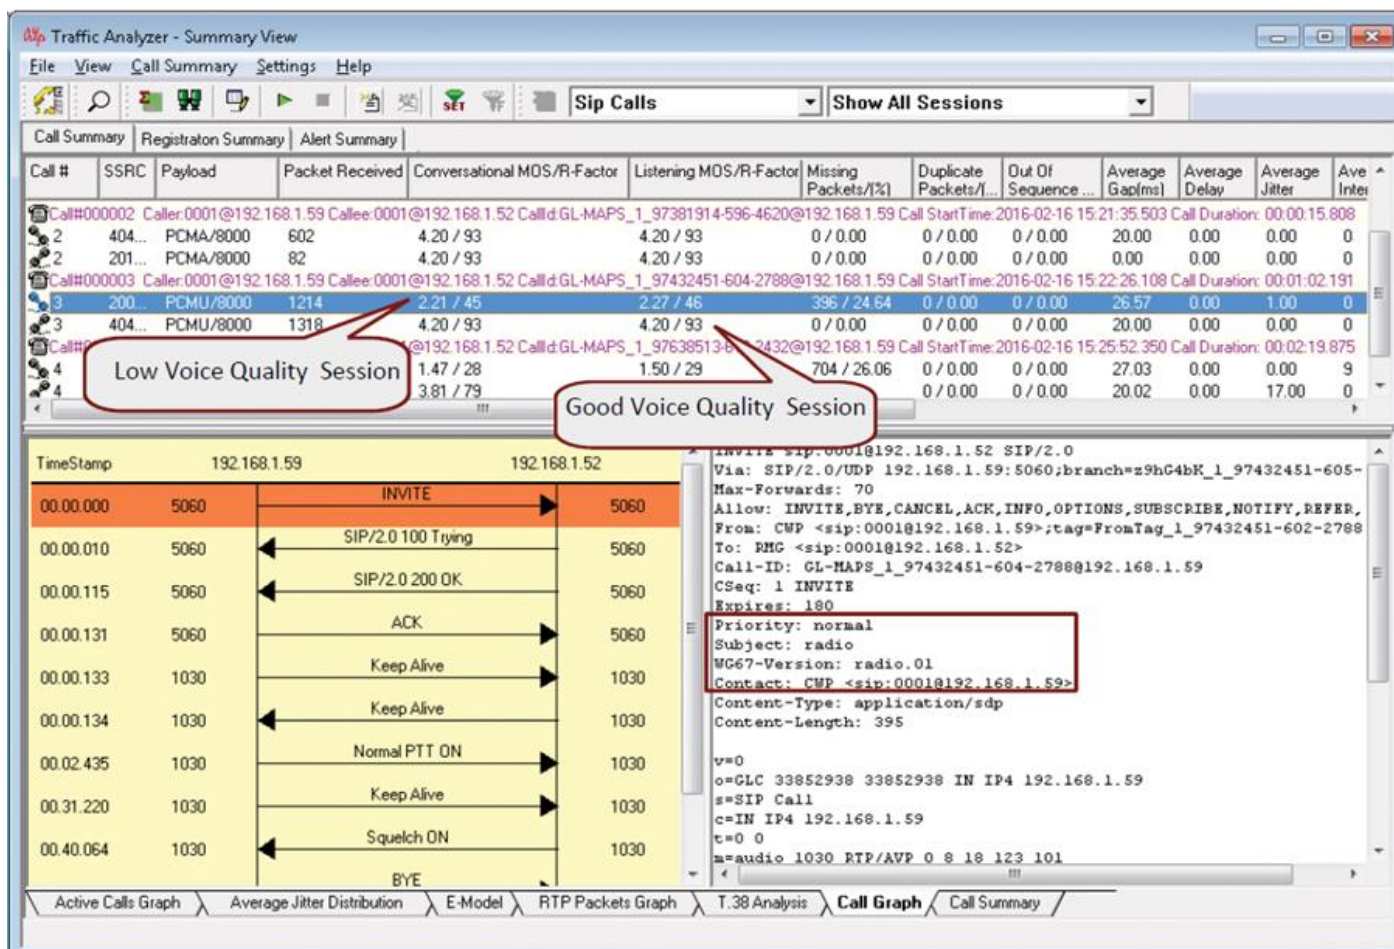 Traffic Analyzer - Summary View
File View Call Summary Settings Help
SET Sip Calls Show All Sessions
Call Summary Registraton Summary Alert Summary
Call # SSRC Payload Packet Received Conversational MOS/R-Factor Listening MOS/R-Factor Missing Packets/(%) Duplicate Packets/(... Out Of Sequence ... Average Gap(ms) Average Delay Average Jitter Ave Inter
Call#000002 Caller:0001@192.168.1.59 Callee:0001@192.168.1.52 CallId:GL-MAPS_1_97381914-596-4620@192.168.1.59 Call StartTime:2016-02-16 15:21:35.503 Call Duration: 00:00:15.808
2 404... PCMA/8000 602 4.20 / 93 4.20 / 93 0 / 0.00 0 / 0.00 0 / 0.00 20.00 0.00 0.00 0
2 201... PCMA/8000 82 4.20 / 93 4.20 / 93 0 / 0.00 0 / 0.00 0 / 0.00 0.00 0.00 0.00 0
Call#000003 Caller:0001@192.168.1.59 Callee:0001@192.168.1.52 CallId:GL-MAPS_1_97432451-604-2788@192.168.1.59 Call StartTime:2016-02-16 15:22:26.108 Call Duration: 00:01:02.191
3 200... PCMU/8000 1214 2.21 / 45 2.27 / 46 396 / 24.64 0 / 0.00 0 / 0.00 26.57 0.00 1.00 0
3 404... PCMU/8000 1318 4.20 / 93 4.20 / 93 0 / 0.00 0 / 0.00 0 / 0.00 20.00 0.00 0.00 0
@192.168.1.52 CallId:GL-MAPS_1_97638513-2432@192.168.1.59 Call StartTime:2016-02-16 15:25:52.350 Call Duration: 00:02:19.875
4 1.47 / 28 1.50 / 29 704 / 26.06 0 / 0.00 0 / 0.00 27.03 0.00 0.00 9
4 3.81 / 79 0 / 0.00 0 / 0.00 20.02 0.00 17.00 0
Low Voice Quality Session
Good Voice Quality Session
TimeStamp 192.168.1.59 192.168.1.52
00.00.000 5060 INVITE 5060
00.00.010 5060 SIP/2.0 100 Trying 5060
00.00.115 5060 SIP/2.0 200 OK 5060
00.00.131 5060 ACK 5060
00.00.133 1030 Keep Alive 1030
00.00.134 1030 Keep Alive 1030
00.02.435 1030 Normal PTT ON 1030
00.31.220 1030 Keep Alive 1030
00.40.064 1030 Squelch ON 1030
BYE
INVITE sip:0001@192.168.1.52 SIP/2.0
Via: SIP/2.0/UDP 192.168.1.59:5060;branch=z9hG4bK_1_97432451-605-
Max-Forwards: 70
Allow: INVITE,BYE,CANCEL,ACK,INFO,OPTIONS,SUBSCRIBE,NOTIFY,REFER,
From: CWP <sip:0001@192.168.1.59>;tag=FromTag_1_97432451-602-2788
To: RMG <sip:0001@192.168.1.52>
Call-ID: GL-MAPS_1_97432451-604-2788@192.168.1.59
CSeq: 1 INVITE
Expires: 180
Priority: normal
Subject: radio
WG67-Version: radio.01
Contact: CWP <sip:0001@192.168.1.59>
Content-Type: application/sdp
Content-Length: 395
v=0
o=GLC 33852938 33852938 IN IP4 192.168.1.59
s=SIP Call
c=IN IP4 192.168.1.59
t=0 0
m=audio 1030 RTP/AVP 0 8 18 123 101
Active Calls Graph Average Jitter Distribution E-Model RTP Packets Graph T.38 Analysis Call Graph Call Summary